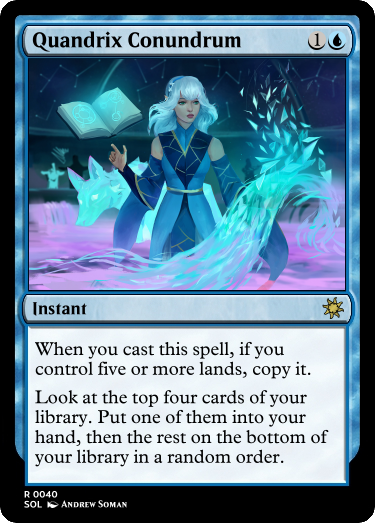 Quandrix Conundrum 1
Instant
When you cast this spell, if you
control five or more lands, copy it.
Look at the top four cards of your
library. Put one of them into your
hand, then the rest on the bottom of
your library in a random order.
R 0040
SOL Andrew Soman